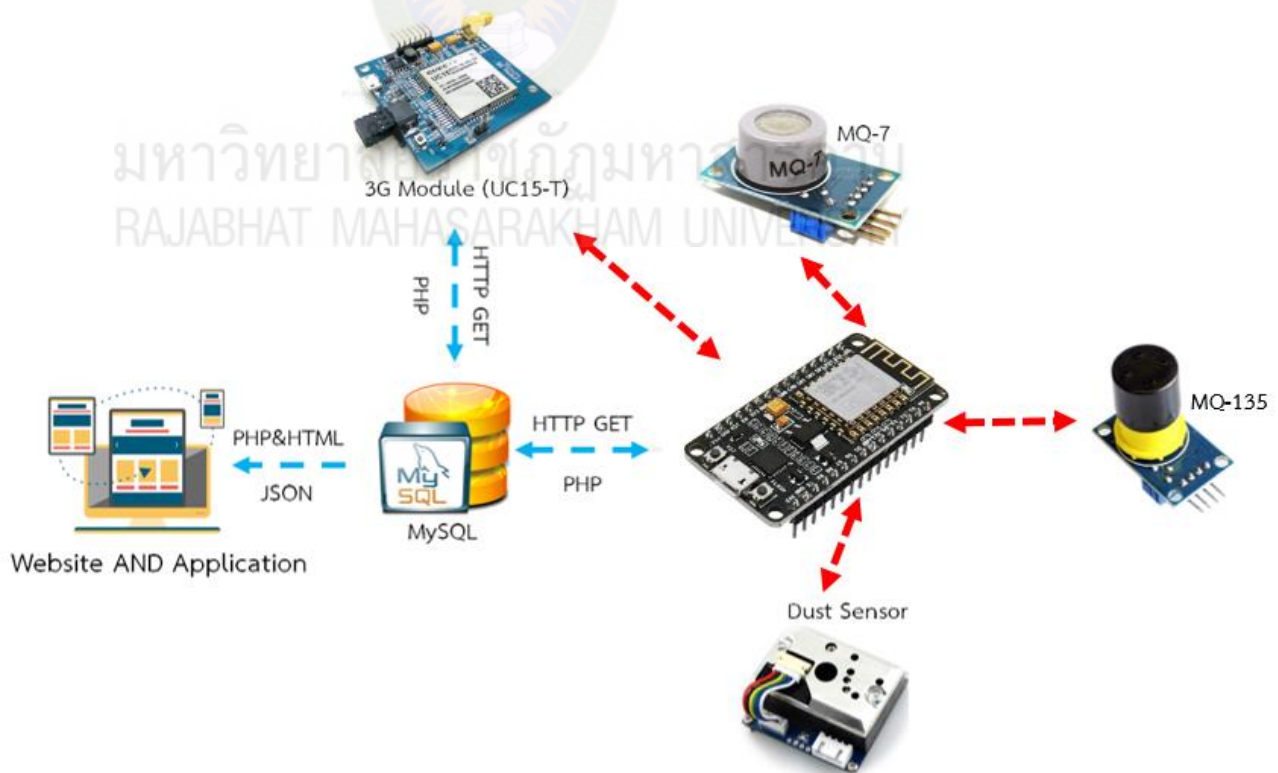 3G Module (UC15-T)
MQ-7
MQ-7
มหาวิทยาลัยราชภัฏมหาสารคาม
RAJABHAT MAHASARAKHAM UNIVERSITY
HTTP GET
PHP
MQ-135
PHP&HTML
JSON
My
SQL
MySQL
HTTP GET
PHP
Website AND Application
Dust Sensor